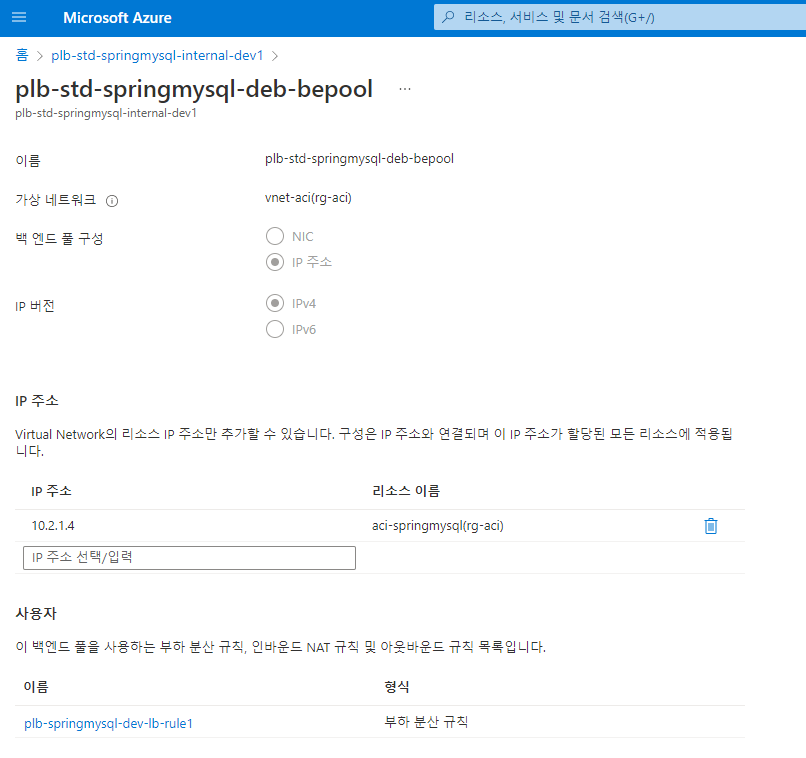 Microsoft Azure
리소스, 서비스 및 문서 검색(G+/)
홈 > plb-std-springmysql-internal-dev1 >
plb-std-springmysql-deb-bepool ...
plb-std-springmysql-internal-dev1
이름 plb-std-springmysql-deb-bepool
가상 네트워크 vnet-aci(rg-aci)
백 엔드 풀 구성 NIC
IP 주소
IP 버전 IPv4
IPv6
IP 주소
Virtual Network의 리소스 IP 주소만 추가할 수 있습니다. 구성은 IP 주소와 연결되며 이 IP 주소가 할당된 모든 리소스에 적용됩
니다.
IP 주소 리소스 이름
10.2.1.4 aci-springmysql(rg-aci)
IP 주소 선택/입력
사용자
이 백엔드 풀을 사용하는 부하 분산 규칙, 인바운드 NAT 규칙 및 아웃바운드 규칙 목록입니다.
이름 형식
plb-springmysql-dev-lb-rule1 부하 분산 규칙